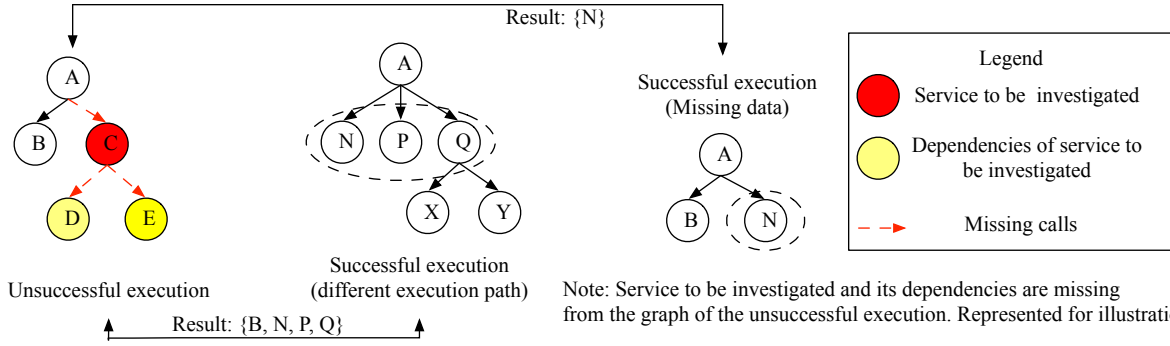 Result: {N}
A
B
C
D
E
Unsuccessful execution
A
N
P
Q
X
Y
Successful execution
(different execution path)
Result: {B, N, P, Q}
Successful execution
(Missing data)
A
B
N
Legend
Service to be investigated
Dependencies of service to
be investigated
Missing calls
Note: Service to be investigated and its dependencies are missing
from the graph of the unsuccessful execution. Represented for illustrati